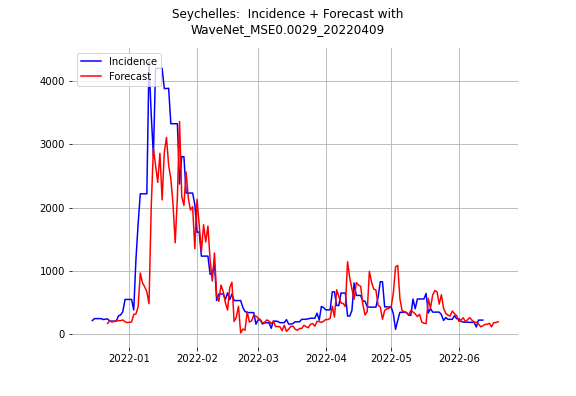 Seychelles:  Incidence + Forecast with
WaveNet_MSE0.0029_20220409
Incidence
Forecast
4000
3000
2000
1000
0
2022-01
2022-02
2022-03
2022-04
2022-05
2022-06